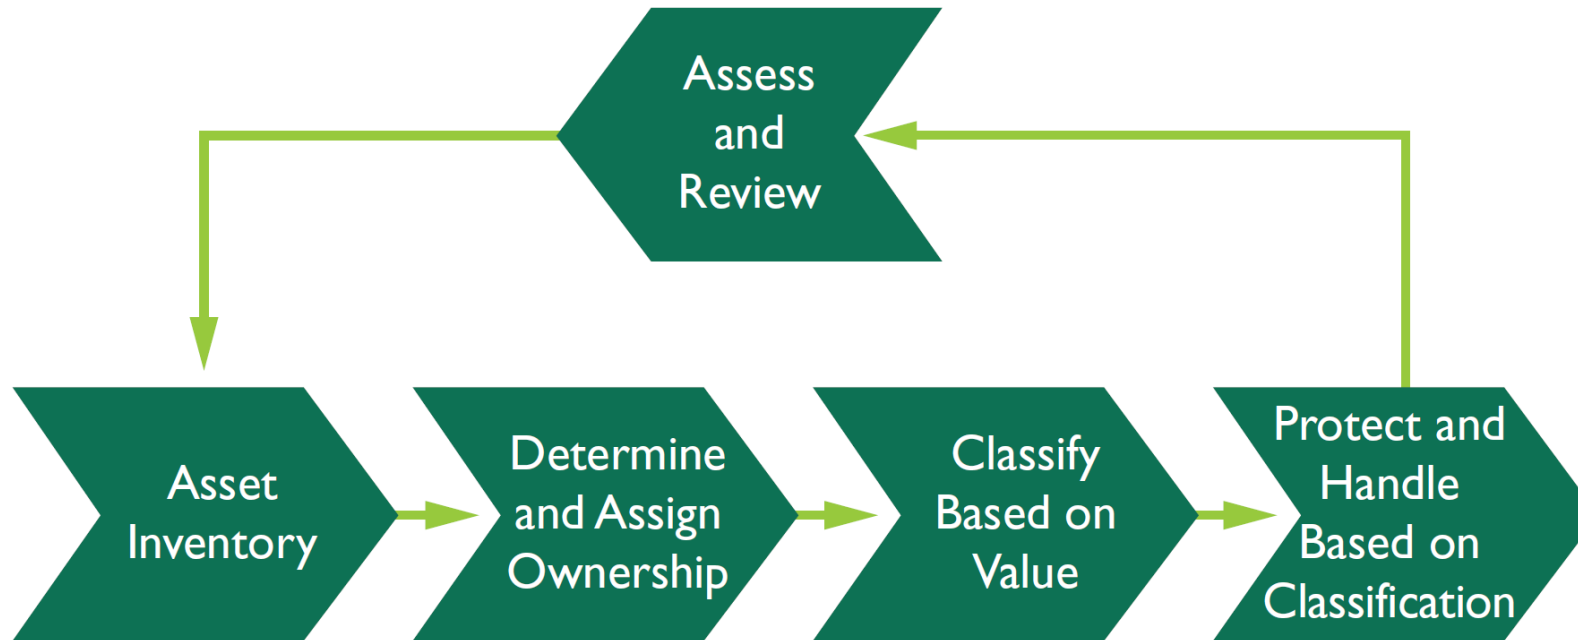 Assess
and
Review
Asset
Inventory
Determine
and Assign
Ownership
Classify
Based on
Value
Protect and
Handle
Based on
Classification